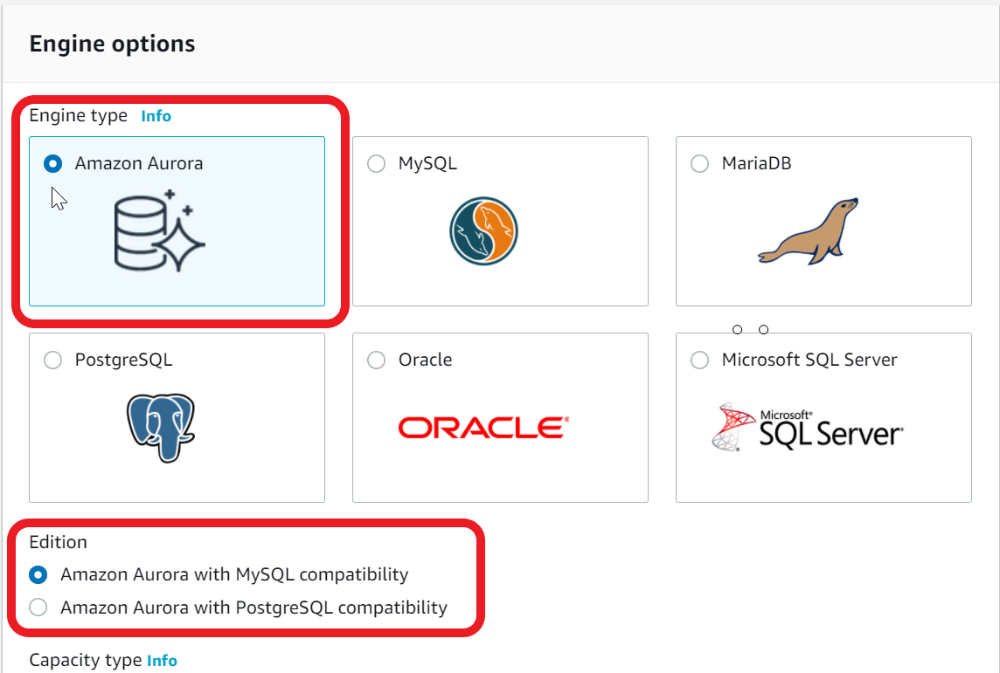 Engine options
Engine type Info
Amazon Aurora
MySQL
MariaDB
PostgreSQL
Oracle
Microsoft SQL Server
ORACLE®
Microsoft®
SQL Server®
Edition
Amazon Aurora with MySQL compatibility
Amazon Aurora with PostgreSQL compatibility
Capacity type Info